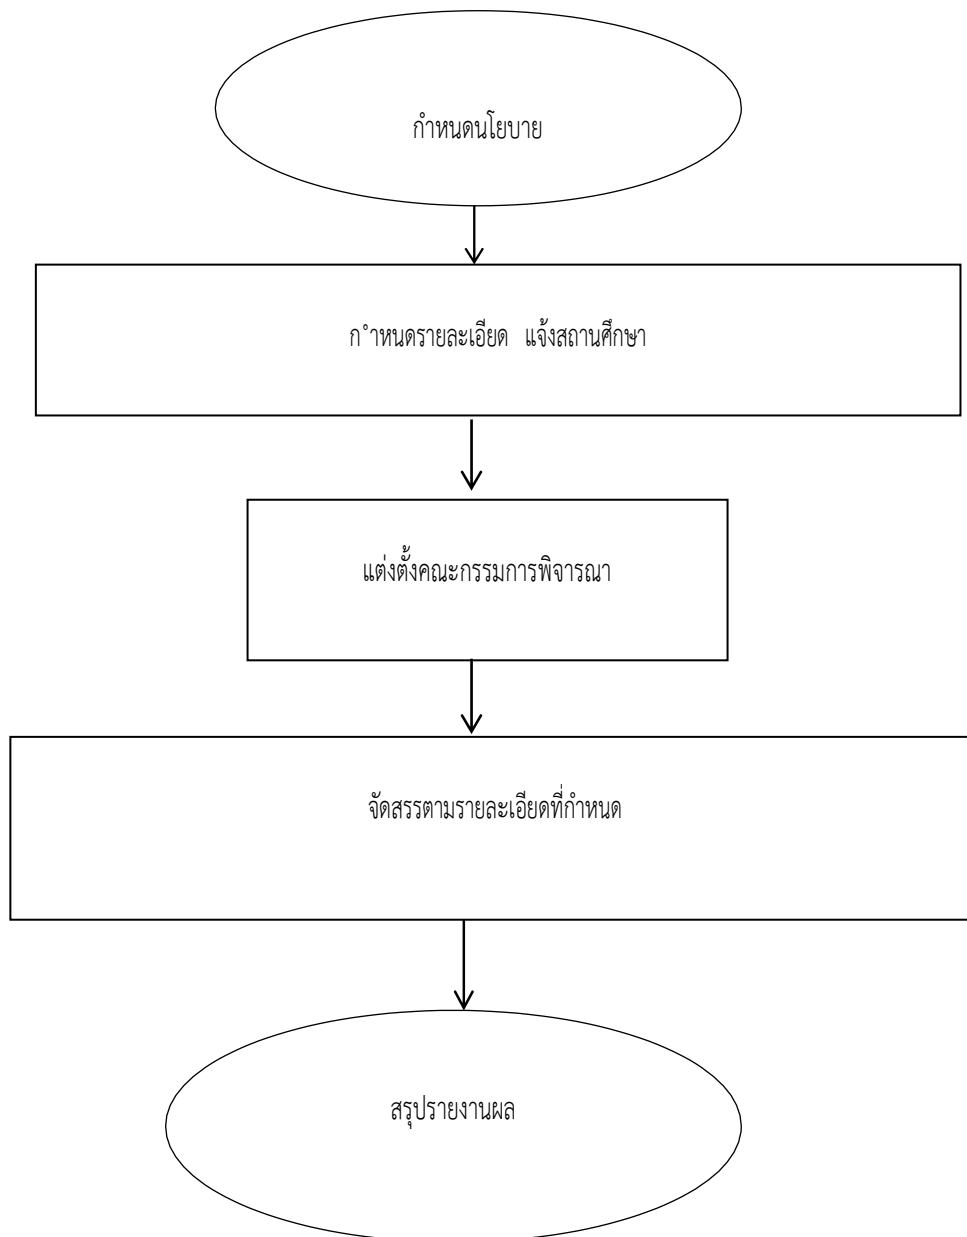 กำหนดนโยบาย
กำหนดรายละเอียด แจ้งสถานศึกษา
แต่งตั้งคณะกรรมการพิจารณา
จัดสรรตามรายละเอียดที่กำหนด
สรุปรายงานผล